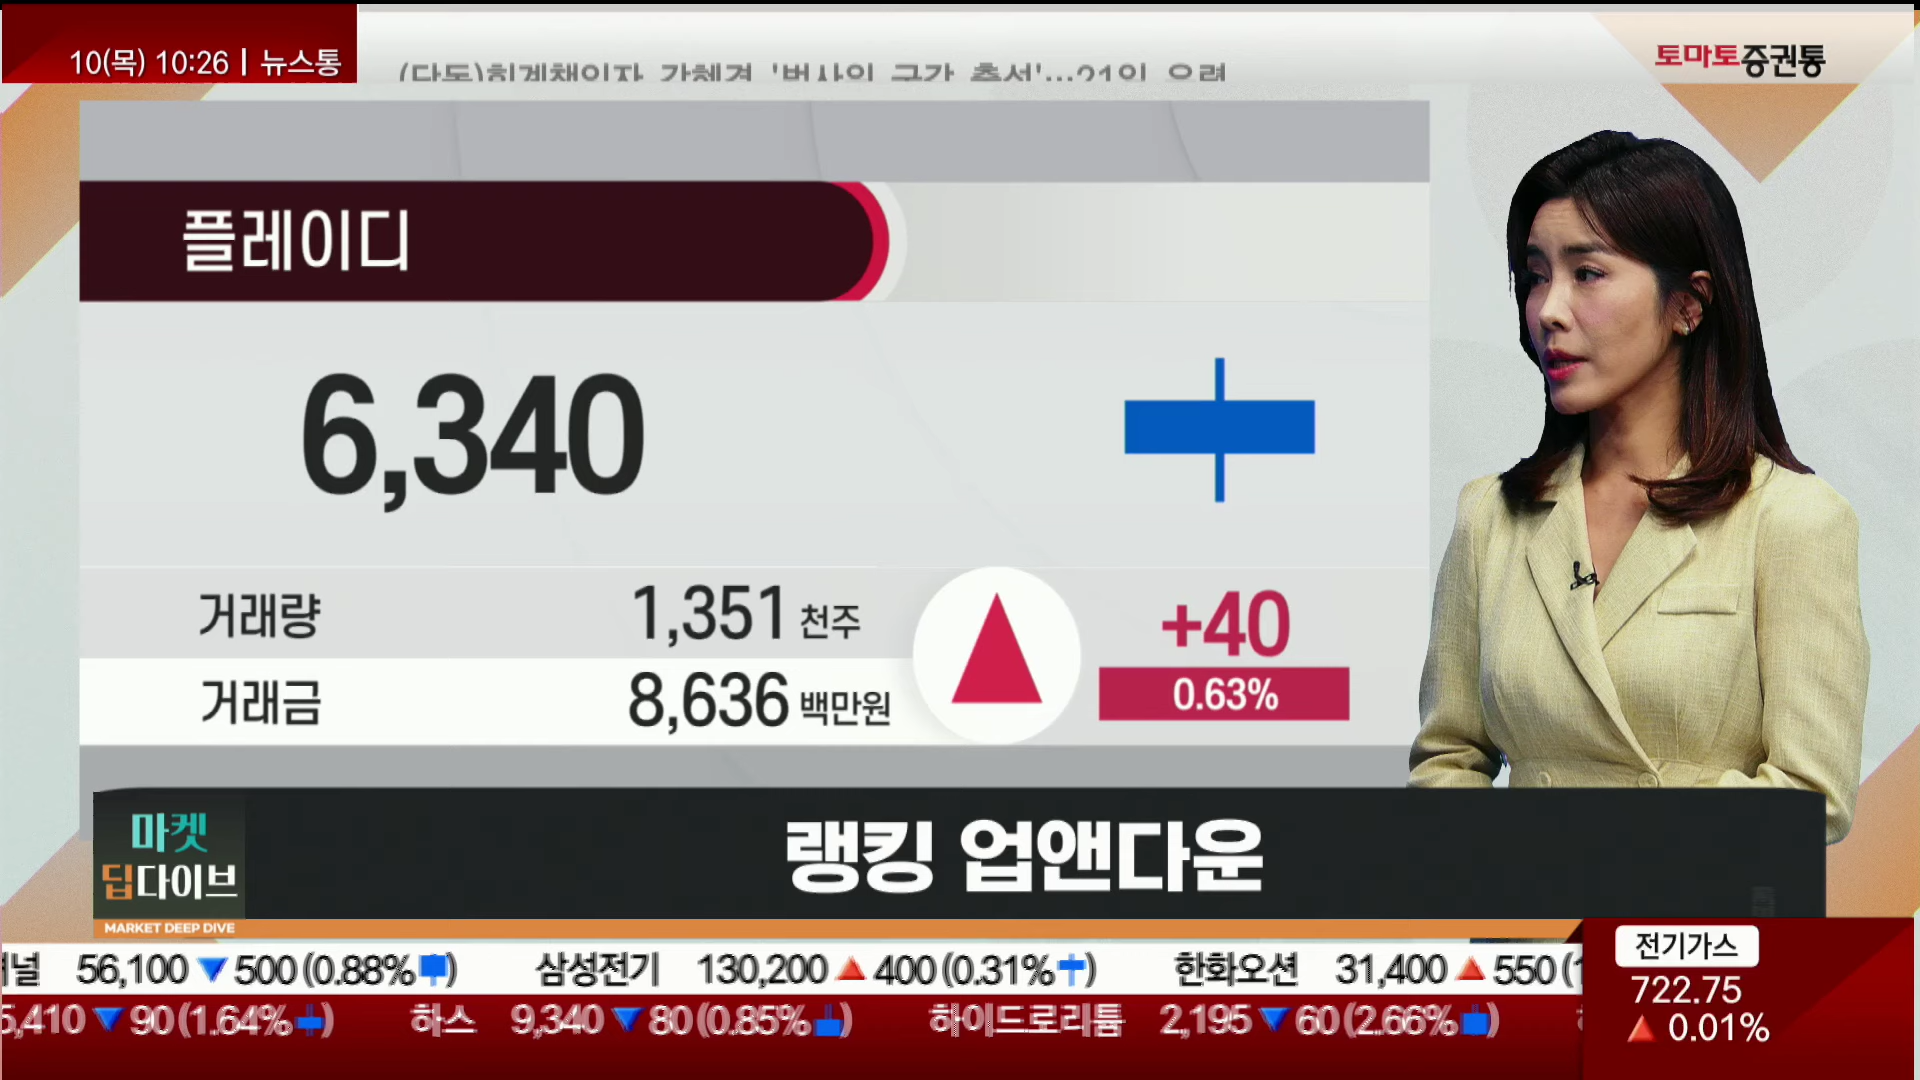 10(목) 10:26 | 뉴스통
토마토증권통
플레이디
6,340
거래량 1,351 천주
+40
거래금 8,636 백만원
0.63%
마켓
딥다이브
MARKET DEEP DIVE
랭킹 업앤다운
널 56,100 ▼ 500 (0.88%) 삼성전기 130,200 ▲ 400 (0.31%) 한화오션 31,400 ▲ 550 (
5,410 ▼ 90 (1.64%) 하스 9,340 ▼ 80 (0.85%) 하이드로리튬 2,195 ▼ 60 (2.66%)
전기가스
722.75
▲ 0.01%